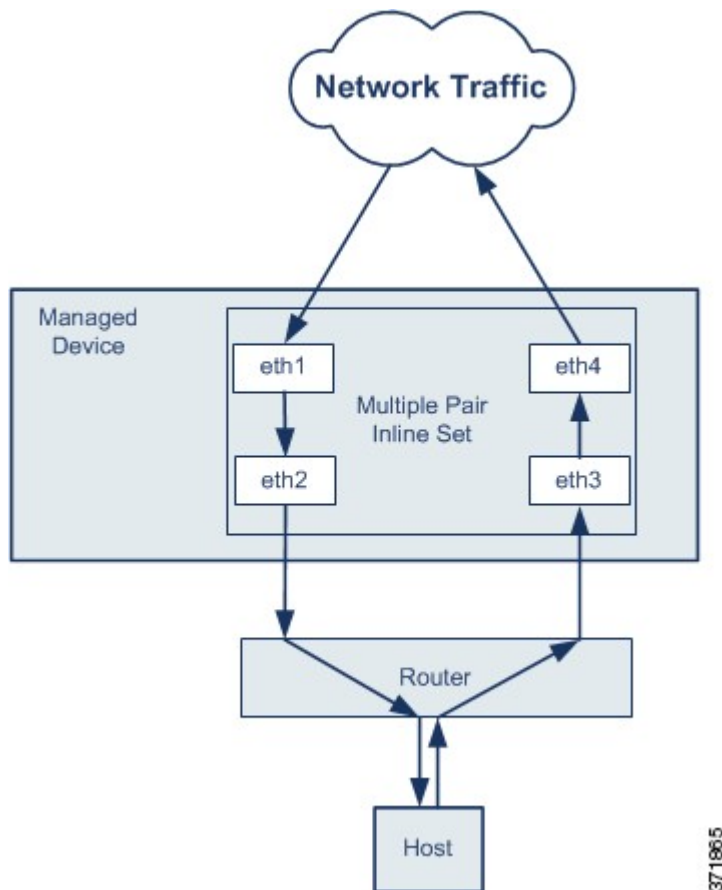 Network Traffic
Managed
Device
eth1
eth4
Multiple Pair
Inline Set
eth2
eth3
Router
Host
371865